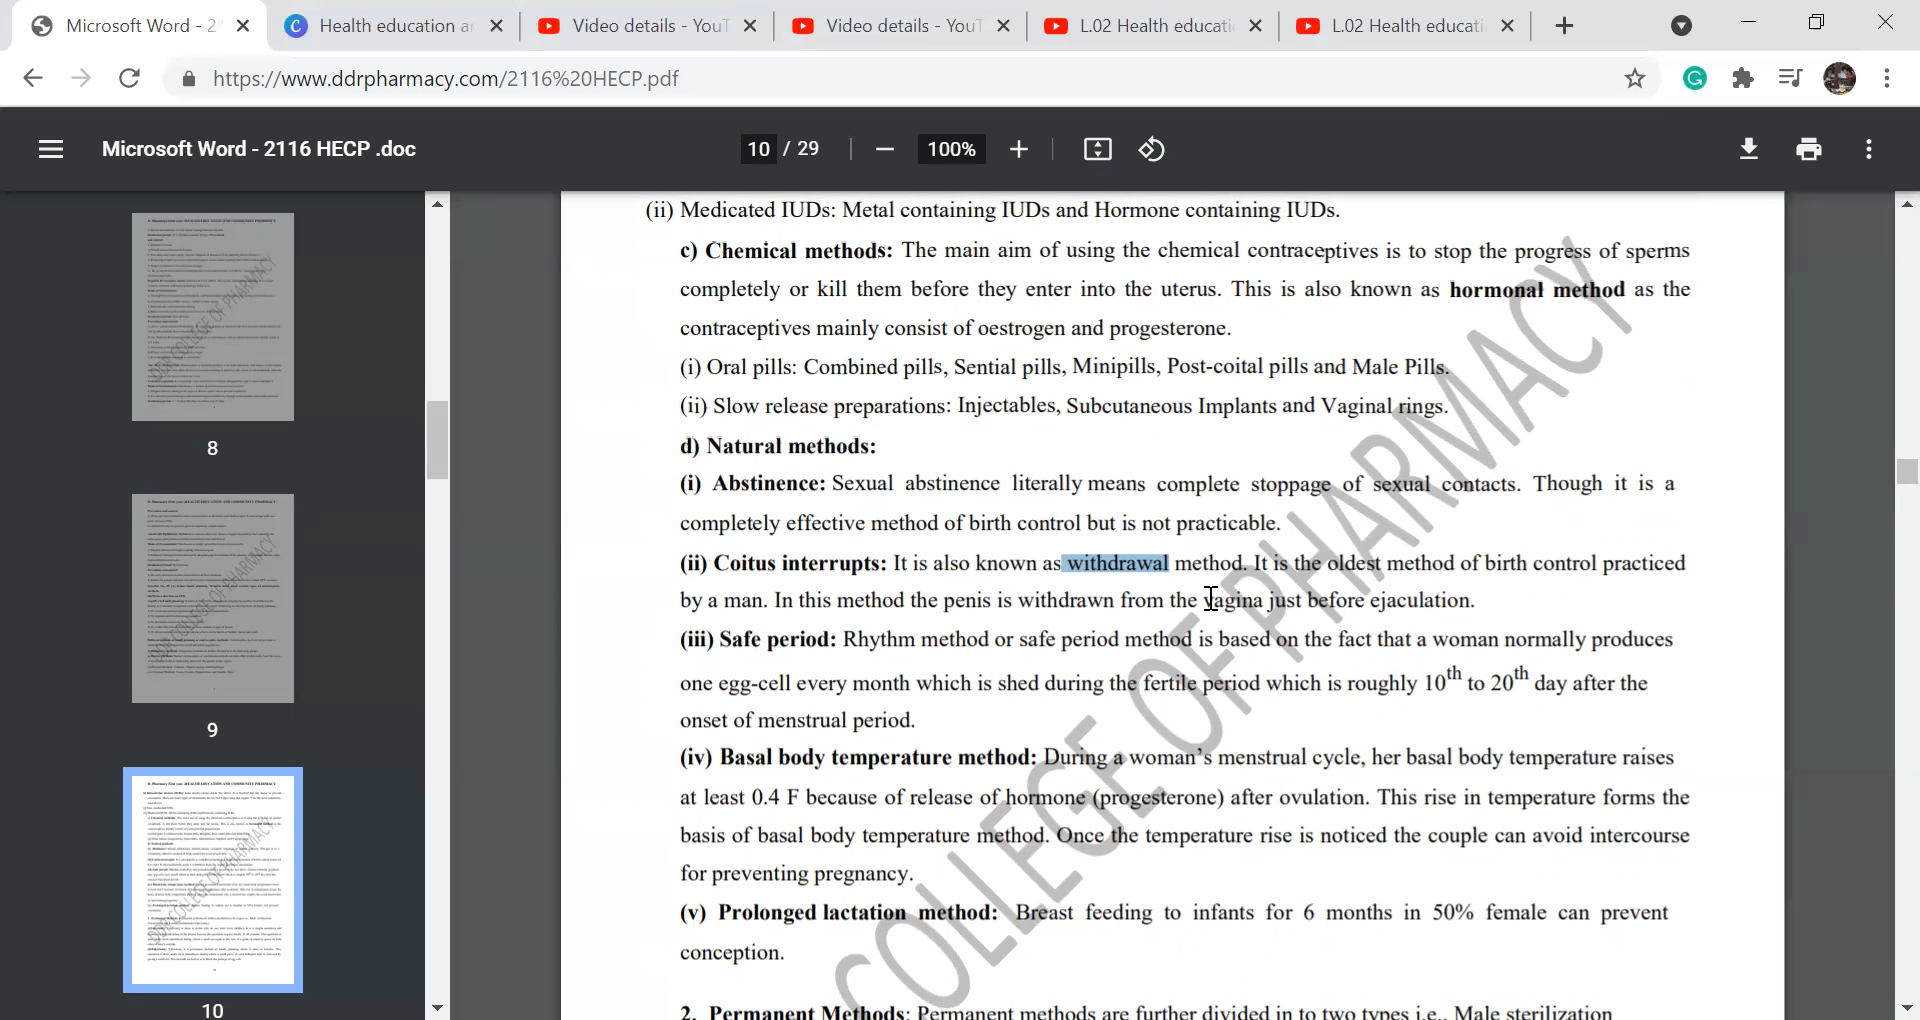 Microsoft Word - 2
Health education a
Video details - YouT
Video details - YouT
L.02 Health educati
L.02 Health educati
https://www.ddrpharmacy.com/2116%20HECP.pdf
Microsoft Word - 2116 HECP .doc
10 / 29
100%
8
9
10
(ii) Medicated IUDs: Metal containing IUDs and Hormone containing IUDs.
c) Chemical methods: The main aim of using the chemical contraceptives is to stop the progress of sperms
completely or kill them before they enter into the uterus. This is also known as hormonal method as the
contraceptives mainly consist of oestrogen and progesterone.
(i) Oral pills: Combined pills, Sential pills, Minipills, Post-coital pills and Male Pills.
(ii) Slow release preparations: Injectables, Subcutaneous Implants and Vaginal rings.
d) Natural methods:
(i) Abstinence: Sexual abstinence literally means complete stoppage of sexual contacts. Though it is a
completely effective method of birth control but is not practicable.
(ii) Coitus interrupts: It is also known as withdrawal method. It is the oldest method of birth control practiced
by a man. In this method the penis is withdrawn from the vagina just before ejaculation.
(iii) Safe period: Rhythm method or safe period method is based on the fact that a woman normally produces
one egg-cell every month which is shed during the fertile period which is roughly 10th to 20th day after the
onset of menstrual period.
(iv) Basal body temperature method: During a woman's menstrual cycle, her basal body temperature raises
at least 0.4 F because of release of hormone (progesterone) after ovulation. This rise in temperature forms the
basis of basal body temperature method. Once the temperature rise is noticed the couple can avoid intercourse
for preventing pregnancy.
(v) Prolonged lactation method: Breast feeding to infants for 6 months in 50% female can prevent
conception.
2. Permanent Methods: Permanent methods are further divided in to two types i.e., Male sterilization
COLLEGE OF PHARMACY